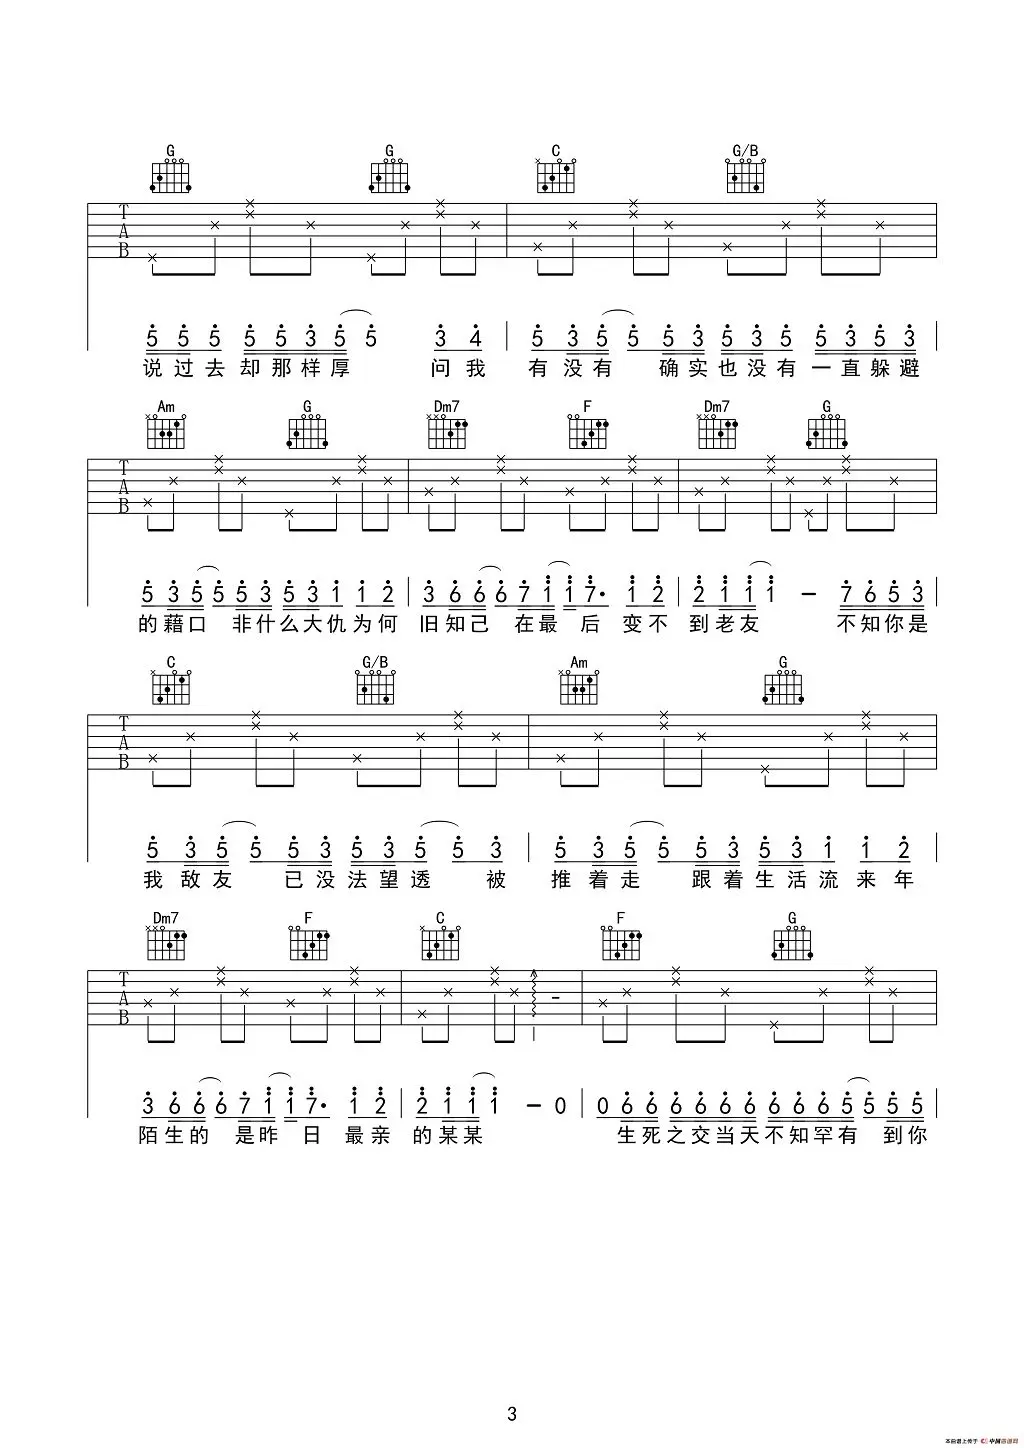 G G C G/B
T
A
B
5 5 5 5 5 3 5 5 3 4 5 3 5 5 5 3 5 3 5 5 3 5 3
说过去却那样厚 问我 有没有 确实也没有一直躲避
Am G Dm7 F Dm7 G
T
A
B
5 3 5 5 5 3 5 3 1 1 2 3 6 6 6 7 1 1 7· 1 2 2 1 1 1 — 7 6 5 3
的藉口 非什么大仇为何 旧知己 在最 后 变不 到老友 不知你是
C G/B Am G
T
A
B
5 3 5 5 5 3 5 3 5 5 3 5 3 5 5 5 3 5 3 1 1 2
我敌友 已没法望透 被 推着走 跟着生活流来年
Dm7 F C F G
T
A
B
3 6 6 6 7 1 1 7· 1 2 2 1 1 1 — 0 0 6 6 6 6 6 6 6 6 5 5 5 5
陌生的 是昨 日 最亲 的某某 生死之交当天不知罕有 到你
3
本曲谱上传于 中国曲谱网